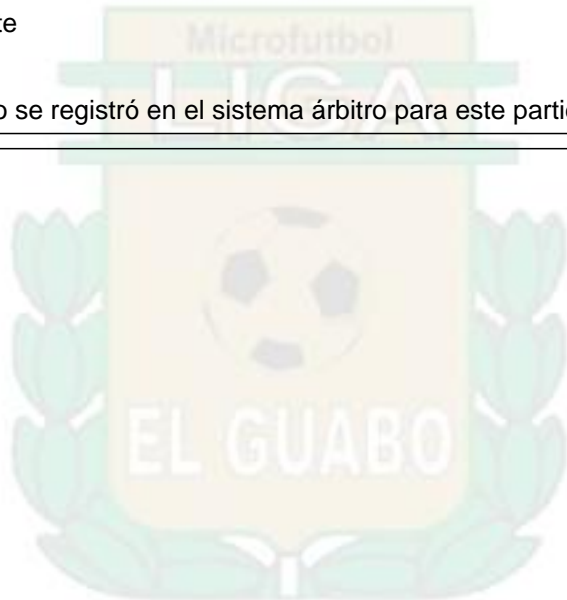 te
Microfutbol
LIGA
o se registró en el sistema árbitro para este parti
EL GUABO